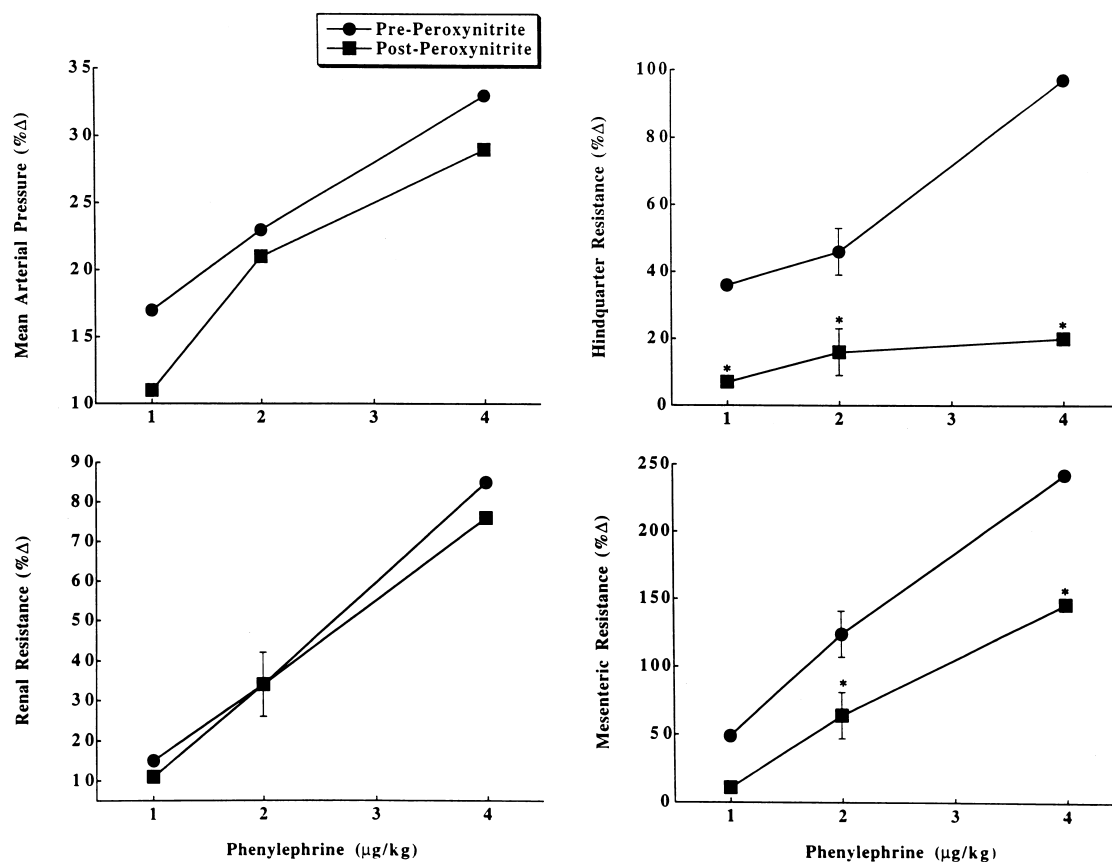 Pre-Peroxynitrite
Post-Peroxynitrite
Mean Arterial Pressure (%Δ)
35
30
25
20
15
10
1 2 3 4
Hindquarter Resistance (%Δ)
100
80
60
40
20
0
* * *
1 2 3 4
Renal Resistance (%Δ)
90
80
70
60
50
40
30
20
10
1 2 3 4
Phenylephrine (μg/kg)
Mesenteric Resistance (%Δ)
250
200
150
100
50
0
* *
1 2 3 4
Phenylephrine (μg/kg)